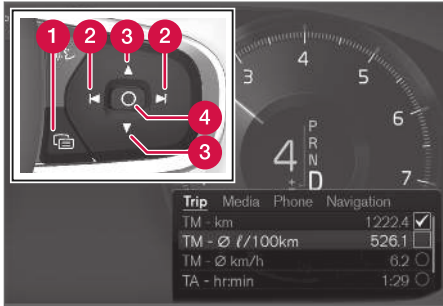 1 2 3 2
4
3
3 4 5 6 7
P
R
N
D
4
+
-
Trip Media Phone Navigation
TM - km 1222.4
TM - Ø ℓ/100km 526.1
TM - Ø km/h 6.2
TA - hr:min 1:29